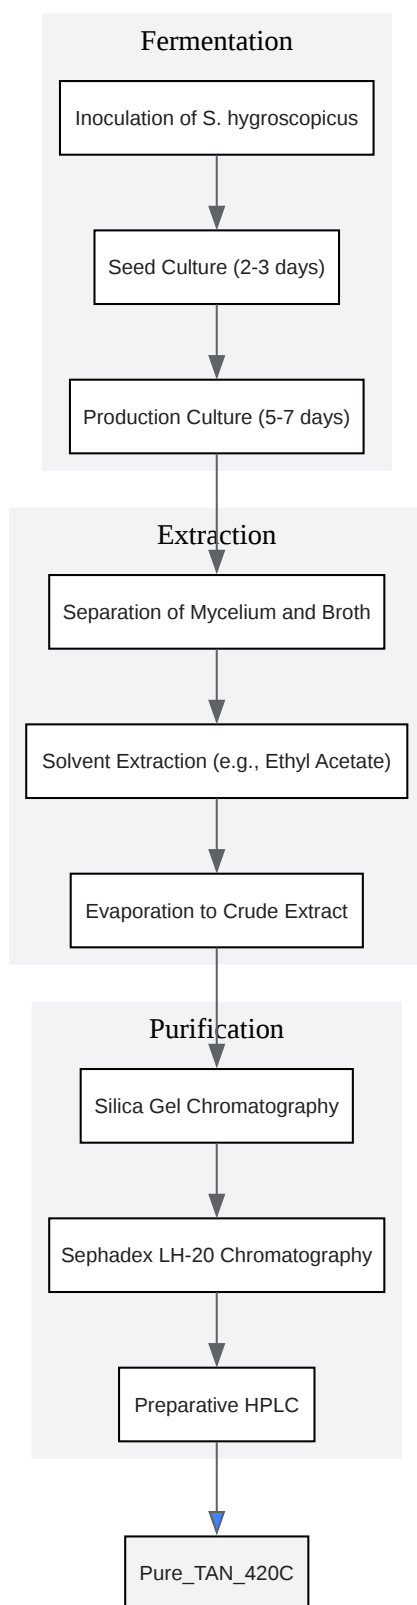 Fermentation
Inoculation of S. hygroscopicus
Seed Culture (2-3 days)
Production Culture (5-7 days)
Extraction
Separation of Mycelium and Broth
Solvent Extraction (e.g., Ethyl Acetate)
Evaporation to Crude Extract
Purification
Silica Gel Chromatography
Sephadex LH-20 Chromatography
Preparative HPLC
Pure_TAN_420C